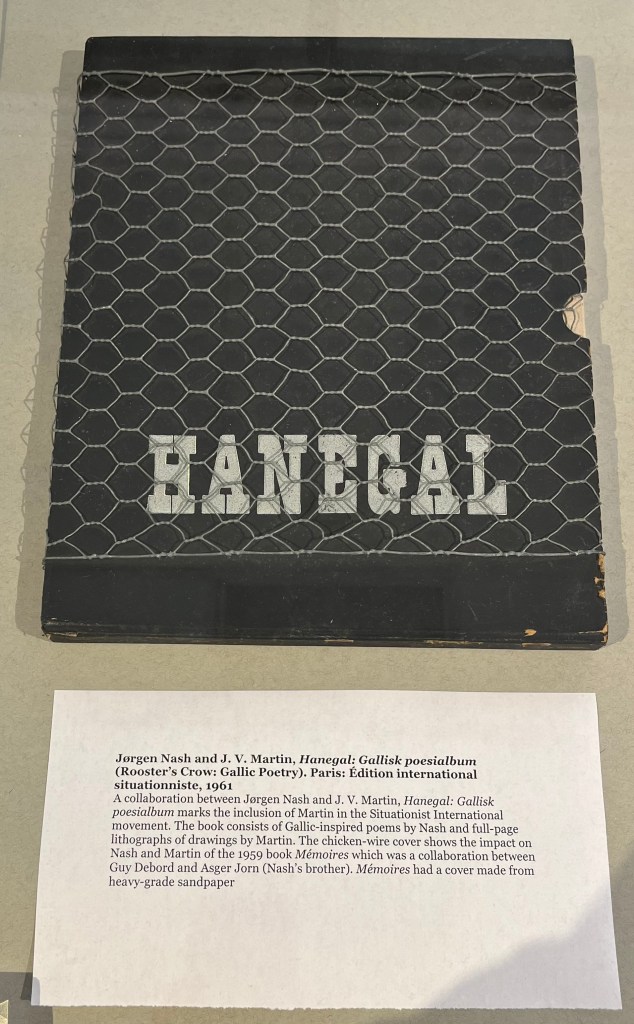 HANEGAL
Jørgen Nash and J. V. Martin, Hanegal: Gallisk poesialbum
(Rooster's Crow: Gallic Poetry). Paris: Édition international
situationniste, 1961
A collaboration between Jørgen Nash and J. V. Martin, Hanegal: Gallisk
poesialbum marks the inclusion of Martin in the Situationist International
movement. The book consists of Gallic-inspired poems by Nash and full-page
lithographs of drawings by Martin. The chicken-wire cover shows the impact on
Nash and Martin of the 1959 book Mémoires which was a collaboration between
Guy Debord and Asger Jorn (Nash's brother). Mémoires had a cover made from
heavy-grade sandpaper